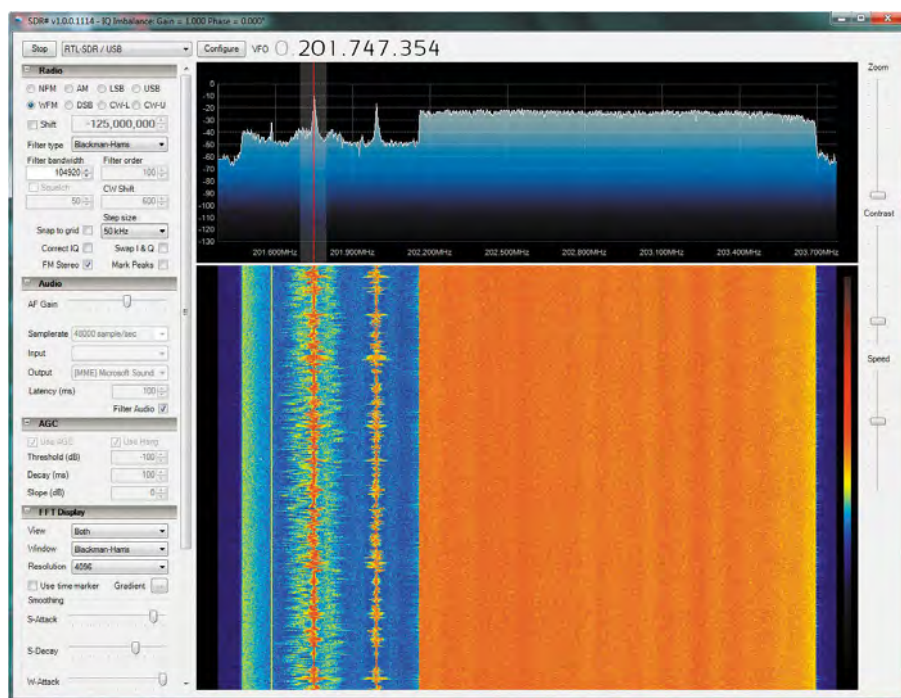 SDR# v1.0.0.1114 - IQ Imbalance: Gain = 1.000 Phase = 0.000°
Stop RTL-SDR / USB Configure VFO 0.201.747.354
Radio
NFM AM LSB USB
WFM DSB CW-L CW-U
Shift -125,000,000
Filter type Blackman-Harris
Filter bandwidth Filter order
104920 100
Squelch CW Shift
50 600
Step size
Snap to grid 50 kHz
Correct IQ Swap I & Q
FM Stereo Mark Peaks
Audio
AF Gain
Samplerate 48000 sample/sec
Input
Output [MME] Microsoft Sound
Latency (ms) 100
Filter Audio
AGC
Use AGC Use Hang
Threshold (dB) -100
Decay (ms) 100
Slope (dB) 0
FFT Display
View Both
Window Blackman-Harris
Resolution 4096
Use time marker Gradient ...
Smoothing
S-Attack
S-Decay
W-Attack
0
-10
-20
-30
-40
-50
-60
-70
-80
-90
-100
-110
-120
-130
201.600MHz 201.900MHz 202.200MHz 202.500MHz 202.800MHz 203.100MHz 203.400MHz 203.700MHz
Zoom
Contrast
Speed